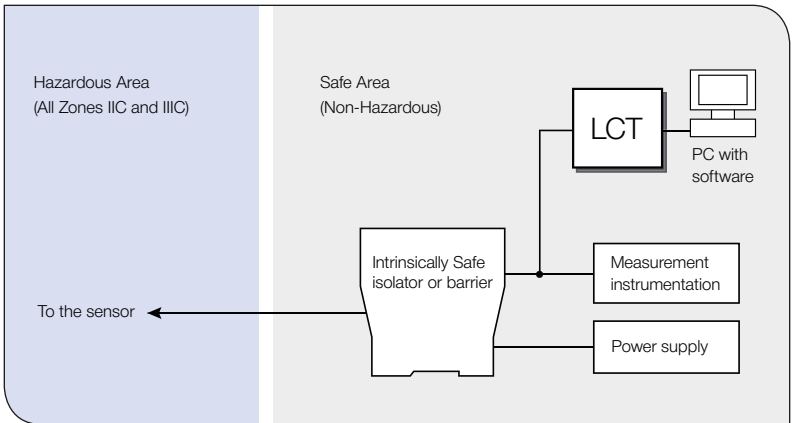 Hazardous Area
(All Zones IIC and IIIC)
Safe Area
(Non-Hazardous)
LCT
PC with
software
Intrinsically Safe
isolator or barrier
Measurement
instrumentation
To the sensor
Power supply